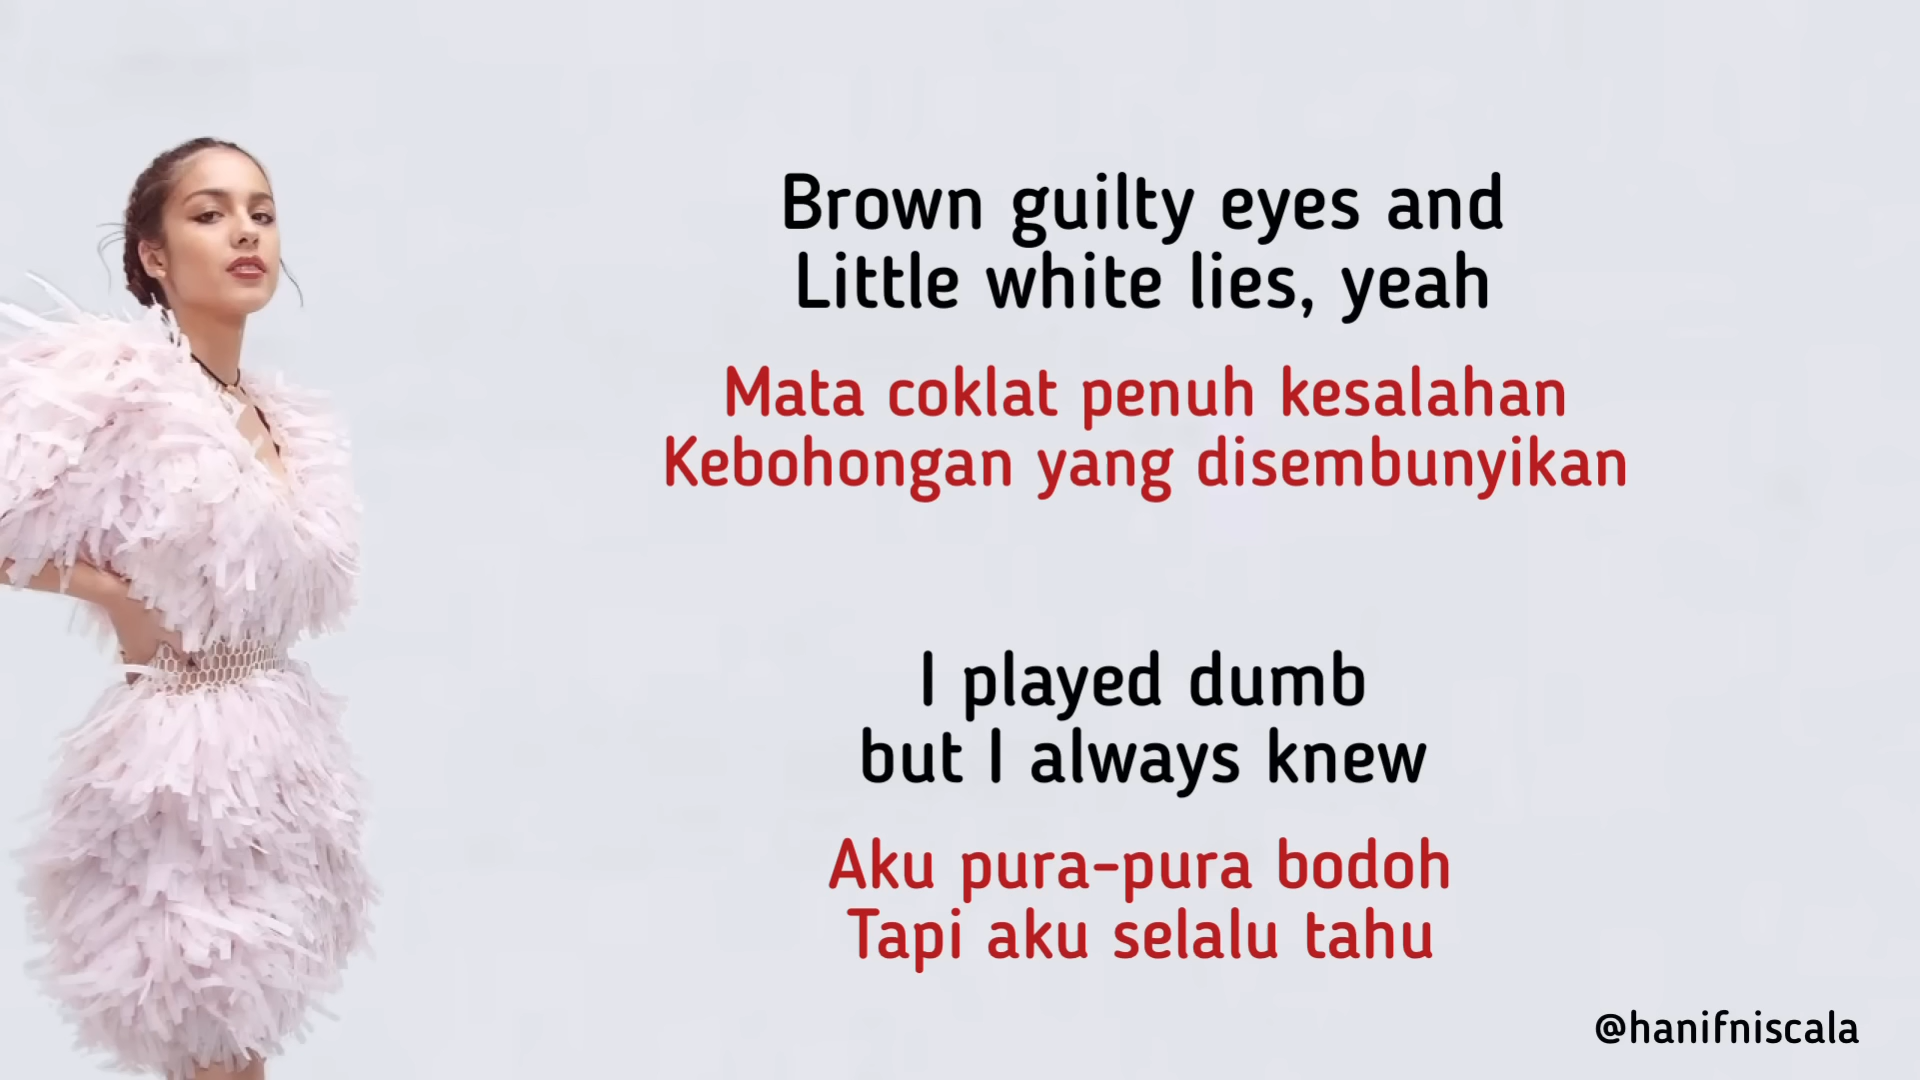 Brown guilty eyes and
Little white lies, yeah
Mata coklat penuh kesalahan
Kebohongan yang disembunyikan
I played dumb
but I always knew
Aku pura-pura bodoh
Tapi aku selalu tahu
@hanifniscala